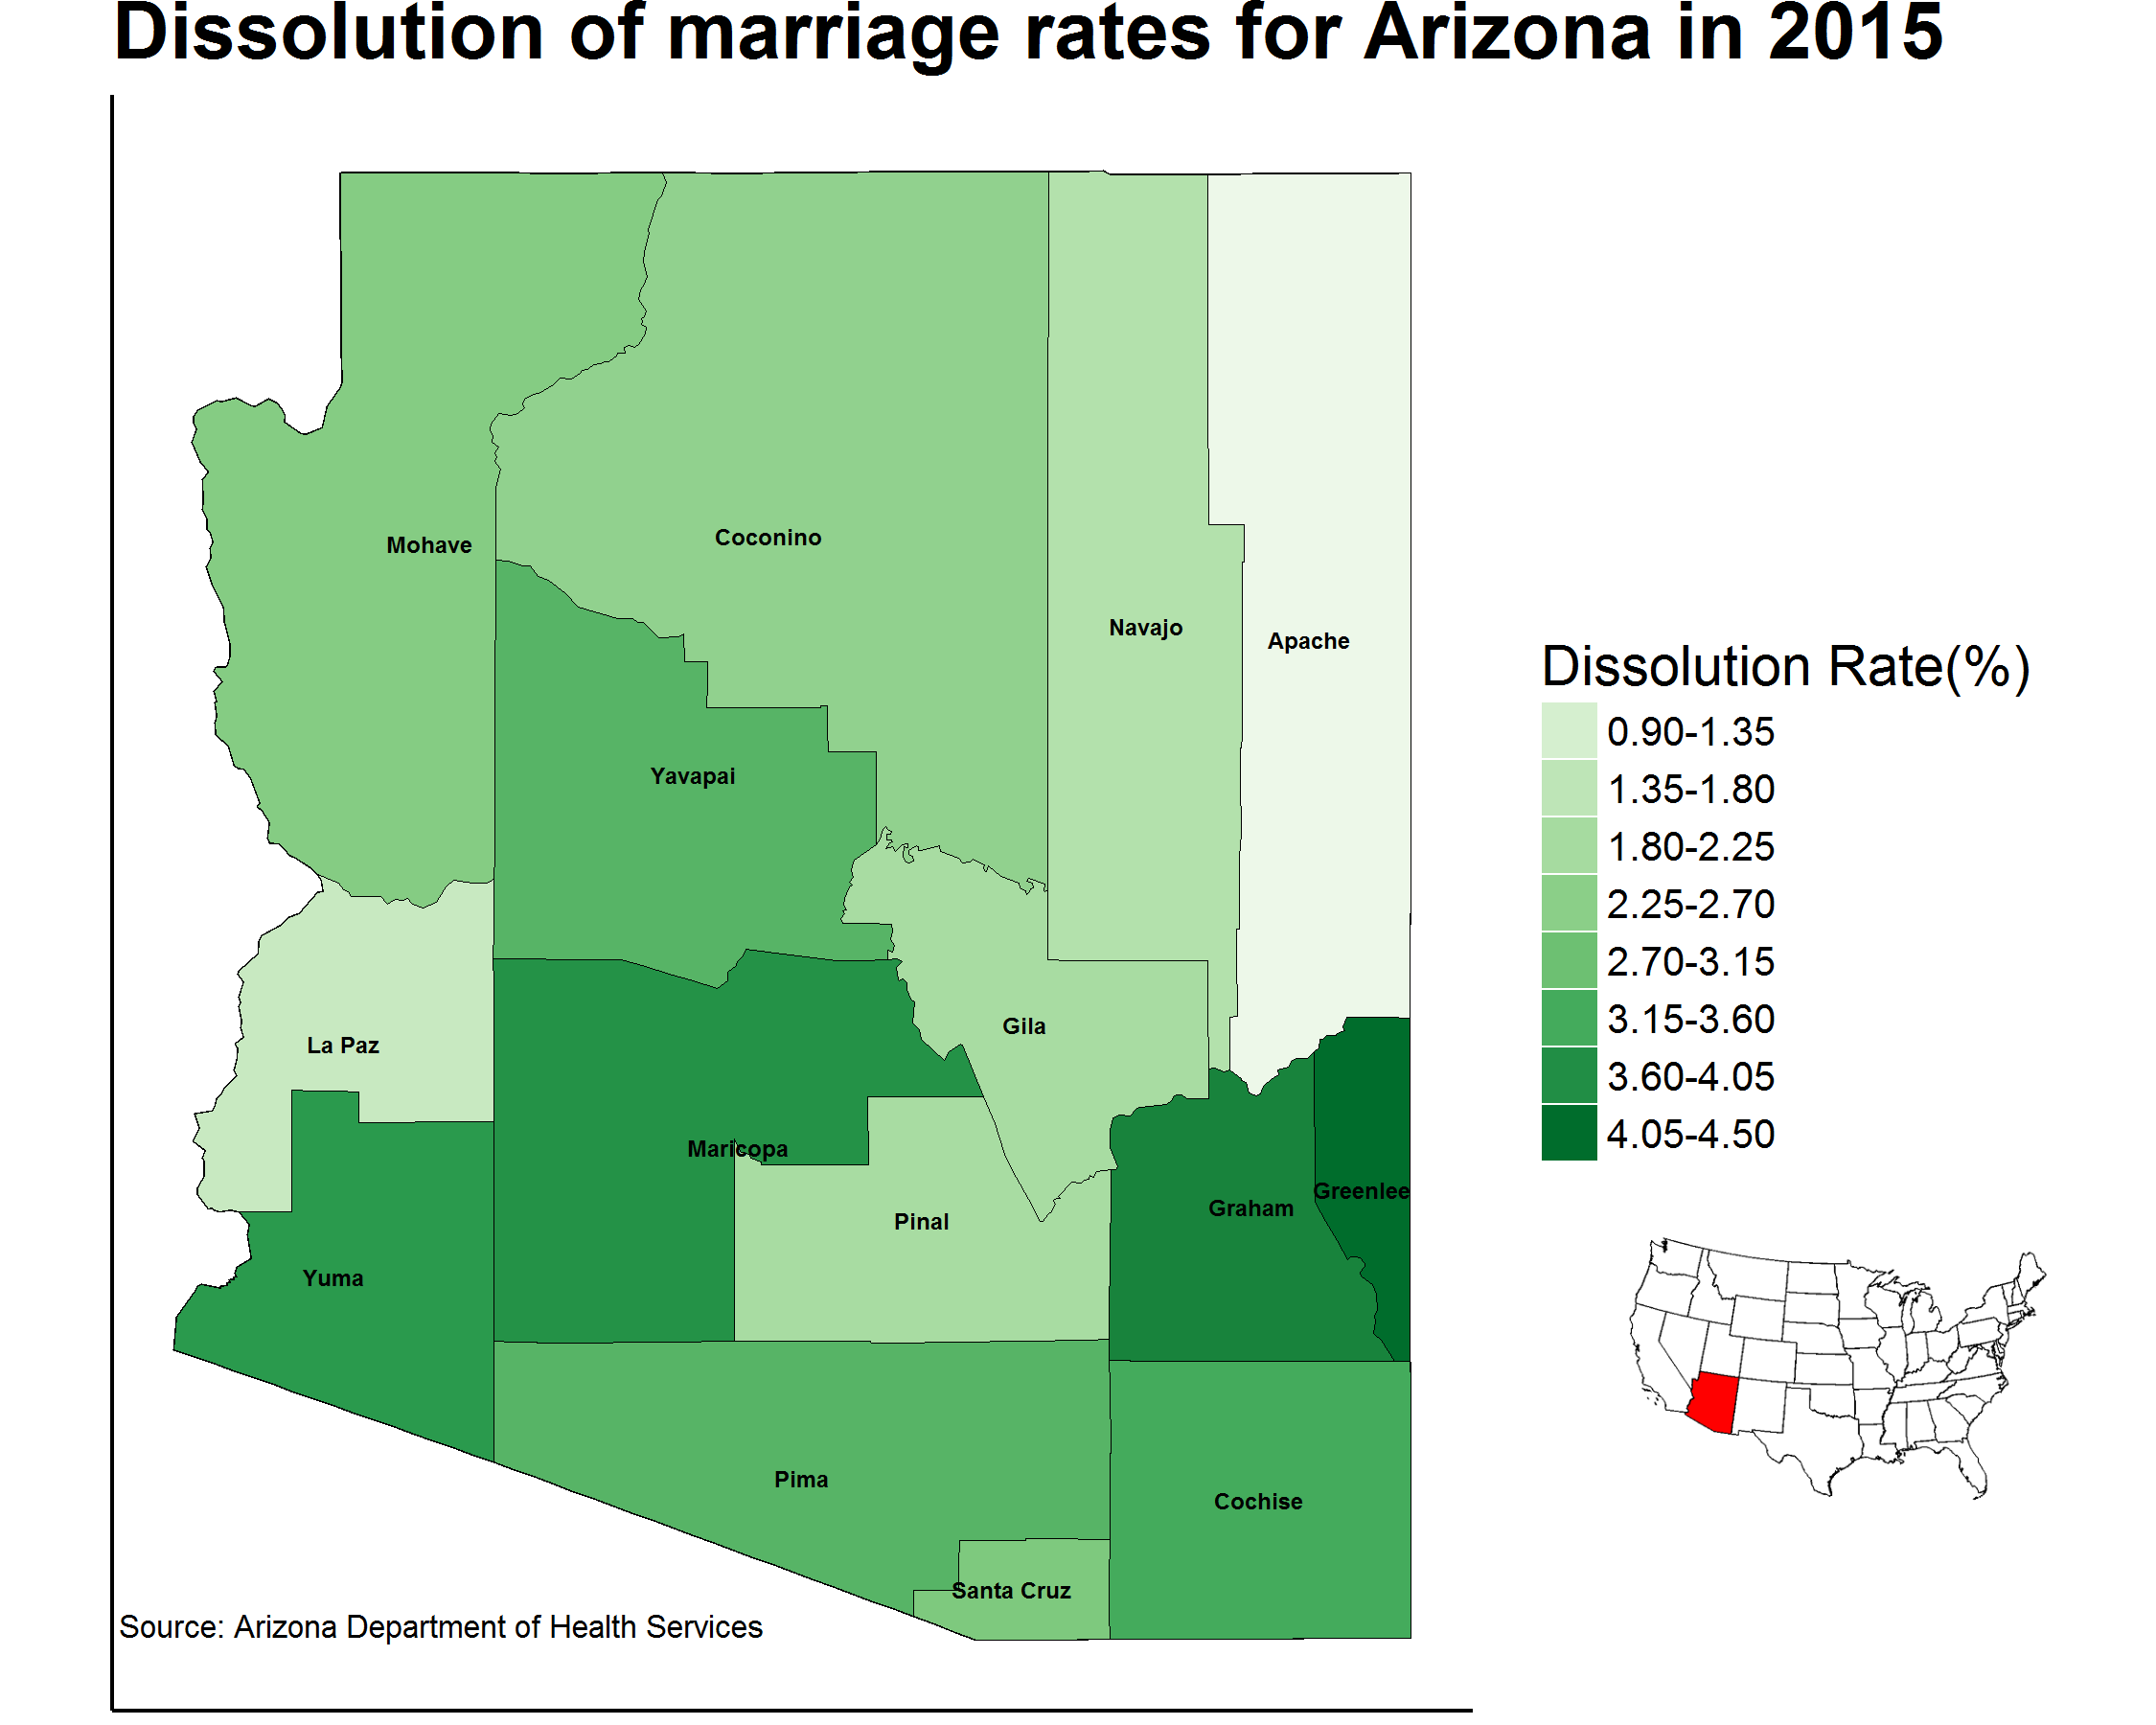 Dissolution of marriage rates for Arizona in 2015
Mohave
Coconino
Navajo
Apache
Yavapai
La Paz
Gila
Maricopa
Greenlee
Graham
Pinal
Yuma
Pima
Cochise
Santa Cruz
Source: Arizona Department of Health Services
Dissolution Rate(%)
0.90-1.35
1.35-1.80
1.80-2.25
2.25-2.70
2.70-3.15
3.15-3.60
3.60-4.05
4.05-4.50